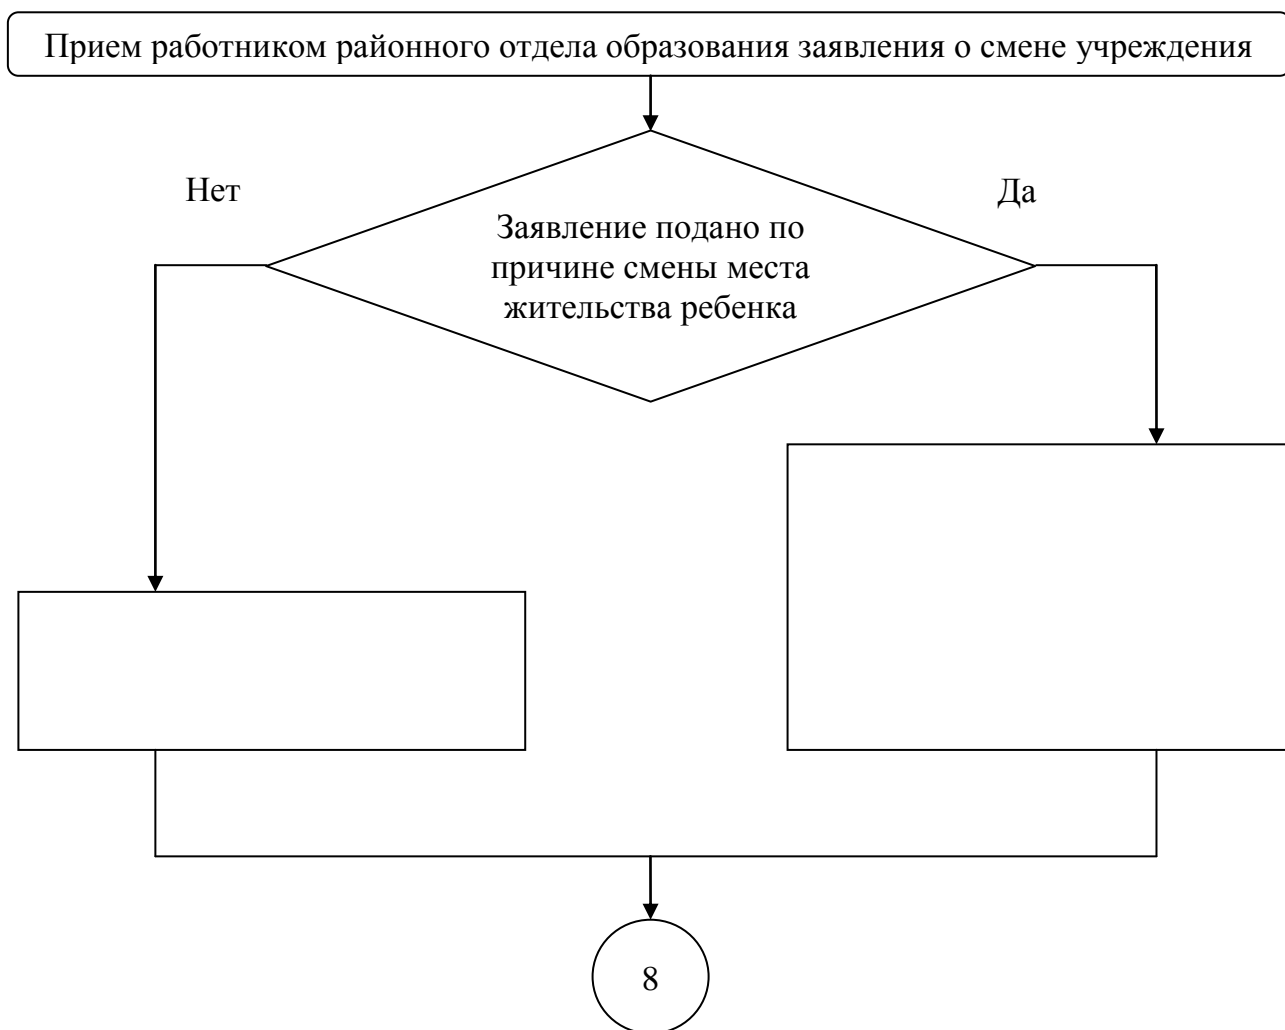 Прием работником районного отдела образования заявления о смене учреждения
Нет
Да
Заявление подано по
причине смены места
жительства ребенка
8